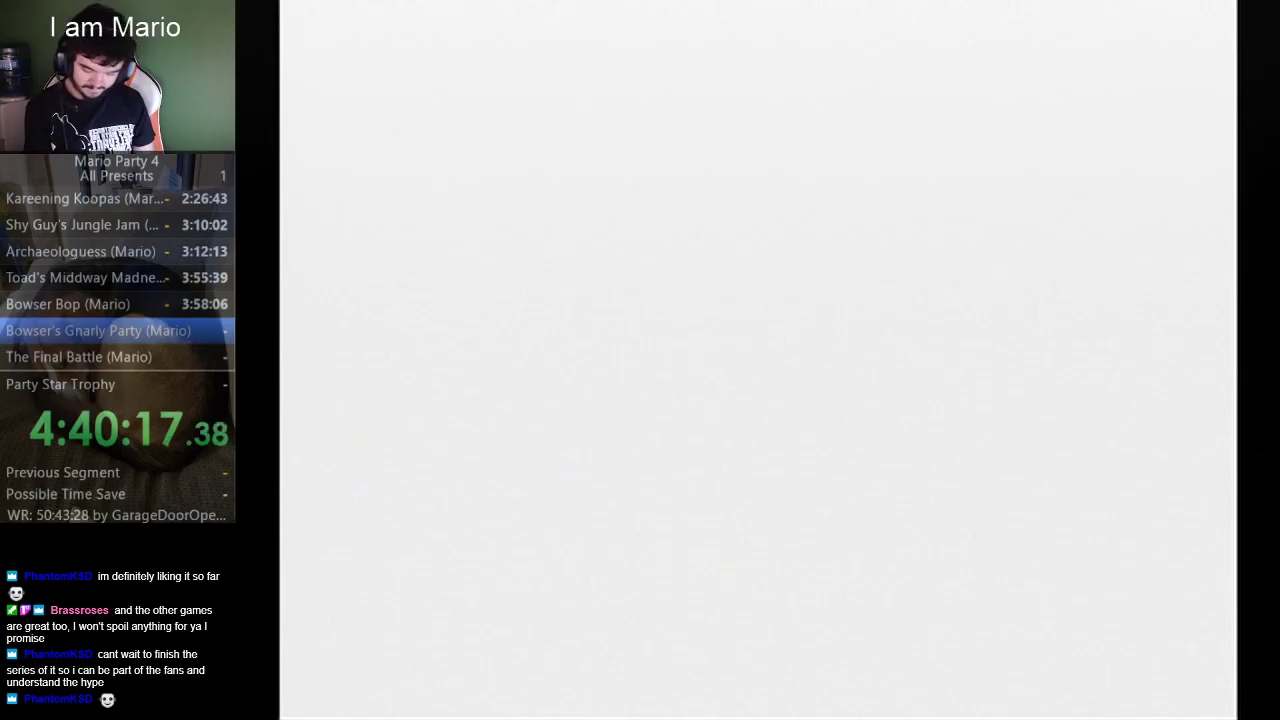 I am Mario
Mario Party 4
All Presents 1
Kareening Koopas (Mar... - 2:26:43
Shy Guy's Jungle Jam (... - 3:10:02
Archaeologuess (Mario) - 3:12:13
Toad's Middway Madne... - 3:55:39
Bowser Bop (Mario) - 3:58:06
Bowser's Gnarly Party (Mario) -
The Final Battle (Mario) -
Party Star Trophy -
4:40:17.38
Previous Segment -
Possible Time Save -
WR: 50:43:28 by GarageDoorOpe...
PhantomKSD im definitely liking it so far
Brassroses and the other games
are great too, I won't spoil anything for ya I
promise
PhantomKSD cant wait to finish the
series of it so i can be part of the fans and
understand the hype
PhantomKSD